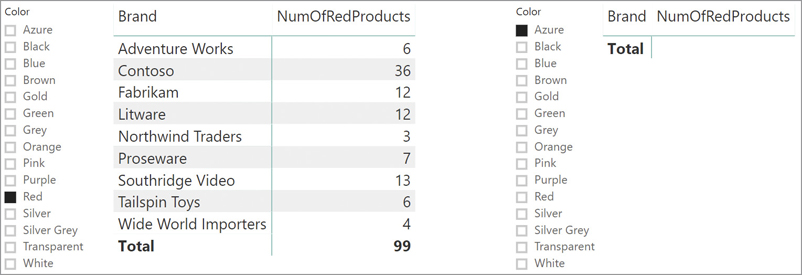 Color
Azure
Black
Blue
Brown
Gold
Green
Grey
Orange
Pink
Purple
Red
Silver
Silver Grey
Transparent
White
Brand NumOfRedProducts
Adventure Works 6
Contoso 36
Fabrikam 12
Litware 12
Northwind Traders 3
Proseware 7
Southridge Video 13
Tailspin Toys 6
Wide World Importers 4
Total 99
Color
Azure
Black
Blue
Brown
Gold
Green
Grey
Orange
Pink
Purple
Red
Silver
Silver Grey
Transparent
White
Brand NumOfRedProducts
Total